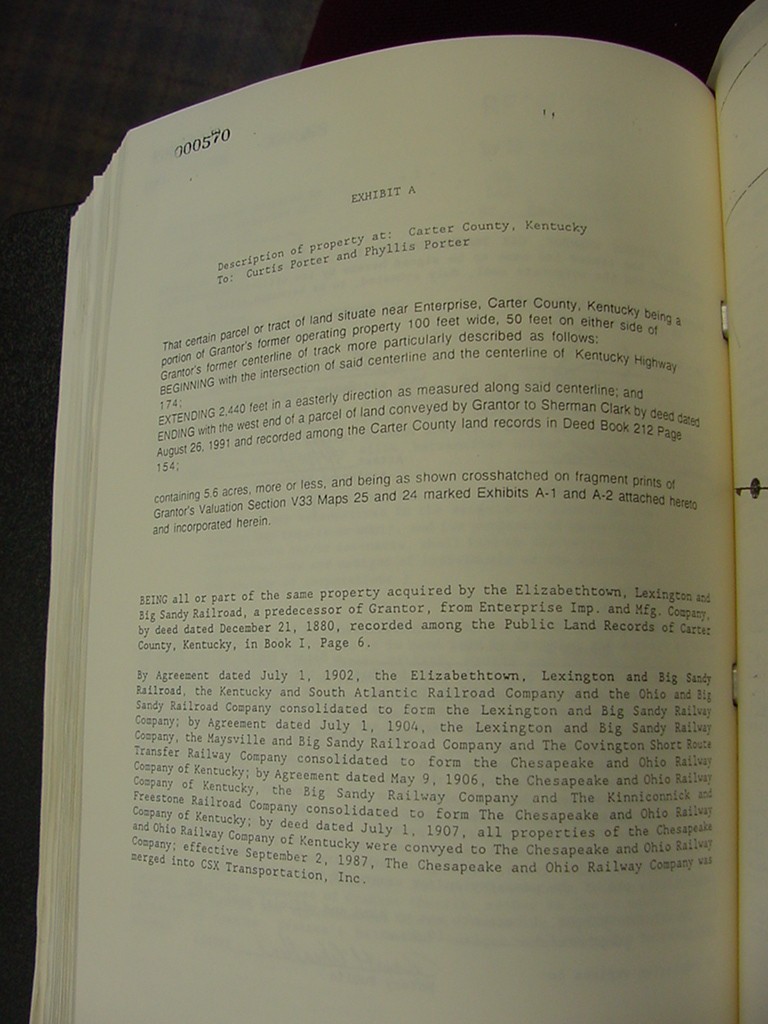 000570
EXHIBIT A
Description of property at: Carter County, Kentucky
To: Curtis Porter and Phyllis Porter
That certain parcel or tract of land situate near Enterprise, Carter County, Kentucky being a
portion of Grantor's former operating property 100 feet wide, 50 feet on either side of
Grantor's former centerline of track more particularly described as follows:
BEGINNING with the intersection of said centerline and the centerline of Kentucky Highway
174;
EXTENDING 2,440 feet in a easterly direction as measured along said centerline; and
ENDING with the west end of a parcel of land conveyed by Grantor to Sherman Clark by deed dated
August 26, 1991 and recorded among the Carter County land records in Deed Book 212 Page
154;
containing 5.6 acres, more or less, and being as shown crosshatched on fragment prints of
Grantor's Valuation Section V33 Maps 25 and 24 marked Exhibits A-1 and A-2 attached hereto
and incorporated herein.
BEING all or part of the same property acquired by the Elizabethtown, Lexington and
Big Sandy Railroad, a predecessor of Grantor, from Enterprise Imp. and Mfg. Company,
by deed dated December 21, 1880, recorded among the Public Land Records of Carter
County, Kentucky, in Book I, Page 6.
By Agreement dated July 1, 1902, the Elizabethtown, Lexington and Big Sandy
Railroad, the Kentucky and South Atlantic Railroad Company and the Ohio and Big
Sandy Railroad Company consolidated to form the Lexington and Big Sandy Railway
Company; by Agreement dated July 1, 1904, the Lexington and Big Sandy Railway
Company, the Maysville and Big Sandy Railroad Company and The Covington Short Route
Transfer Railway Company consolidated to form the Chesapeake and Ohio Railway
Company of Kentucky; by Agreement dated May 9, 1906, the Chesapeake and Ohio Railway
Company of Kentucky, the Big Sandy Railway Company and The Kinniconnick and
Freestone Railroad Company consolidated to form The Chesapeake and Ohio Railway
Company of Kentucky; by deed dated July 1, 1907, all properties of the Chesapeake
and Ohio Railway Company of Kentucky were convyed to The Chesapeake and Ohio Railway
Company; effective September 2, 1987, The Chesapeake and Ohio Railway Company was
merged into CSX Transportation, Inc.